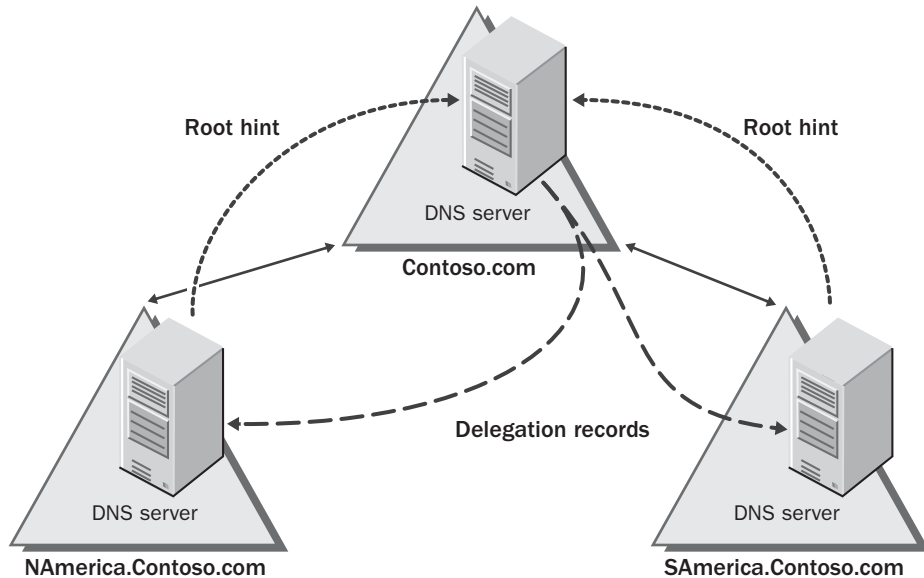 Root hint
Root hint
DNS server
Contoso.com
Delegation records
DNS server
DNS server
NAmerica.Contoso.com
SAmerica.Contoso.com